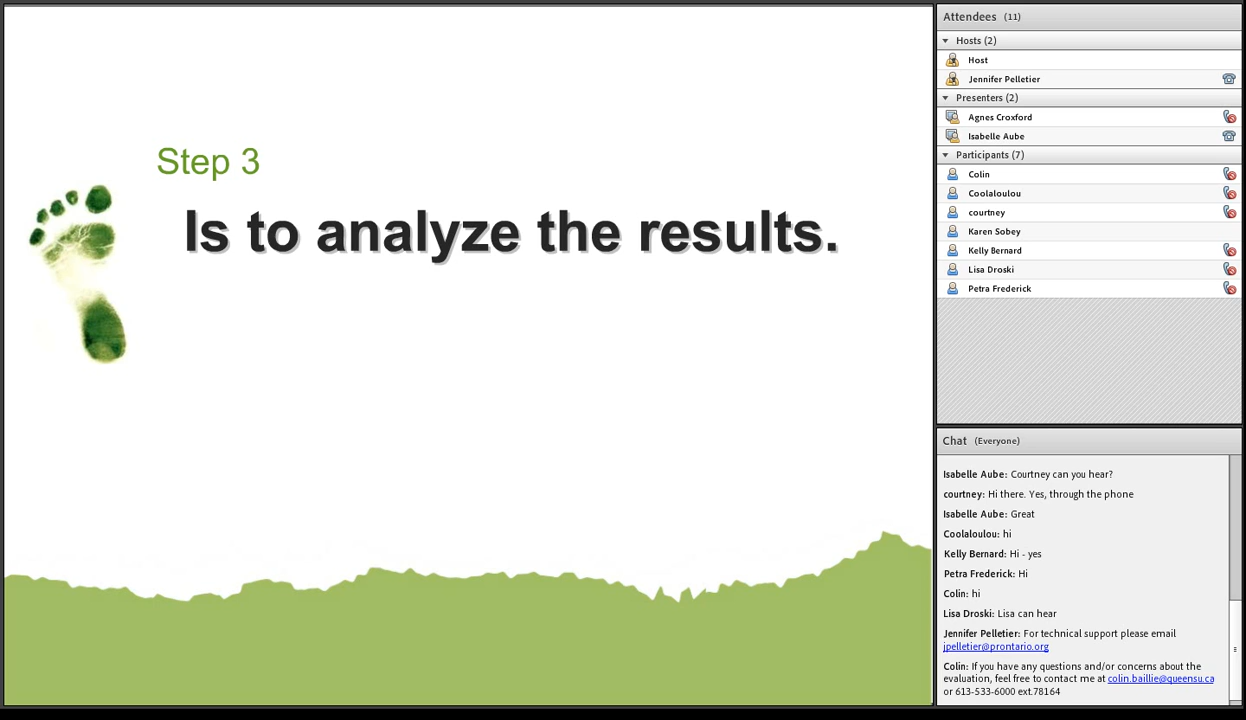 Step 3
Is to analyze the results.
Attendees (11)
Hosts (2)
Host
Jennifer Pelletier
Presenters (2)
Agnes Croxford
Isabelle Aube
Participants (7)
Colin
Coolaloulou
courtney
Karen Sobey
Kelly Bernard
Lisa Droski
Petra Frederick
Chat (Everyone)
Isabelle Aube: Courtney can you hear?
courtney: Hi there. Yes, through the phone
Isabelle Aube: Great
Coolaloulou: hi
Kelly Bernard: Hi - yes
Petra Frederick: Hi
Colin: hi
Lisa Droski: Lisa can hear
Jennifer Pelletier: For technical support please email
jpelletier@prontario.org
Colin: If you have any questions and/or concerns about the
evaluation, feel free to contact me at colin.baillie@queensu.ca
or 613-533-6000 ext.78164